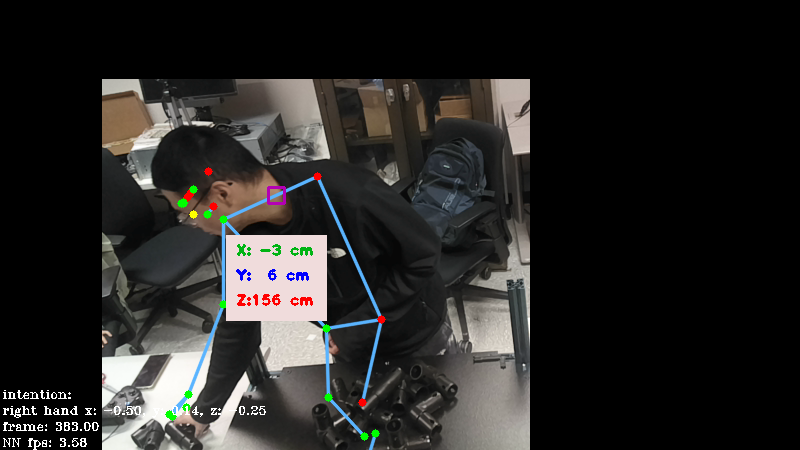 X: -3 cm
Y: 6 cm
Z:156 cm
intention:
right hand x: -0.50, 0.14, z: -0.25
frame: 383.00
NN fps: 3.58